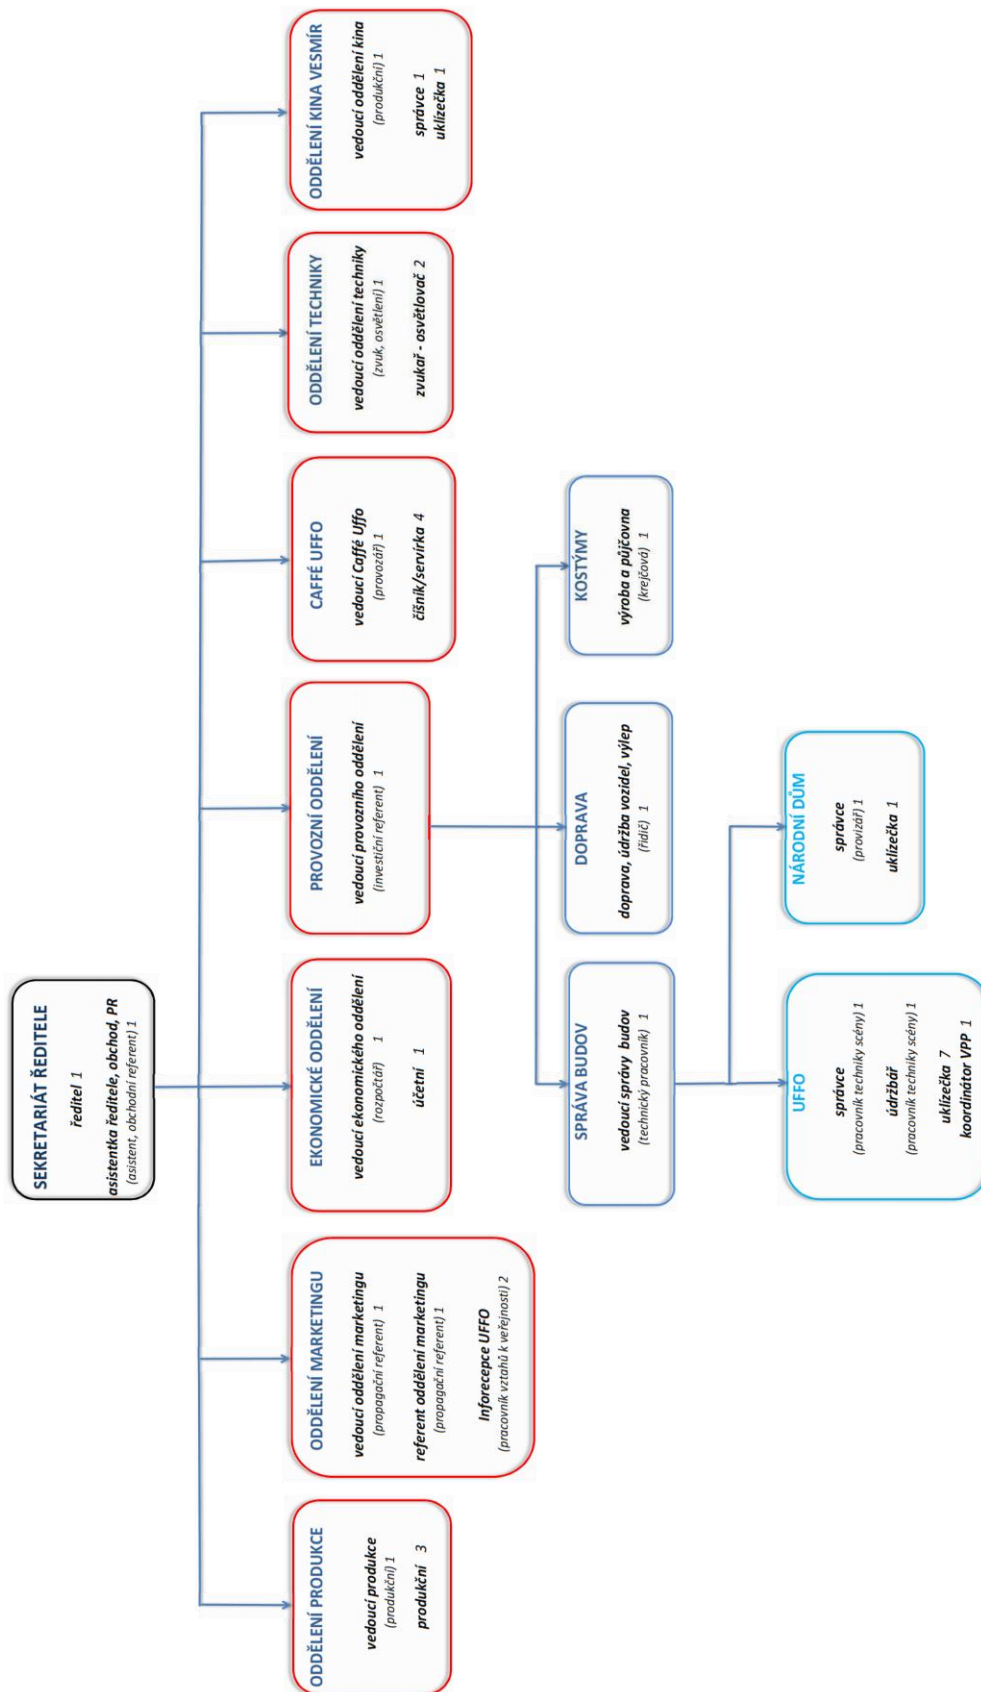 SEKRETARIÁT ŘEDITELE
ředitel 1
asistentka ředitele, obchod, PR
(asistent, obchodní referent) 1
ODDĚLENÍ PRODUKCE
vedoucí produkce
(produkční) 1
produkční 3
ODDĚLENÍ MARKETINGU
vedoucí oddělení marketingu
(propagační referent) 1
referent oddělení marketingu
(propagační referent) 1
Inforecepce UFFO
(pracovník vztahů k veřejnosti) 2
EKONOMICKÉ ODDĚLENÍ
vedoucí ekonomického oddělení
(rozpočtář) 1
účetní 1
PROVOZNÍ ODDĚLENÍ
vedoucí provozního oddělení
(investiční referent) 1
CAFFÉ UFFO
vedoucí Caffé Uffo
(provozář) 1
číšník/servírka 4
ODDĚLENÍ TECHNIKY
vedoucí oddělení techniky
(zvuk, osvětlení) 1
zvukař - osvětlovač 2
ODDĚLENÍ KINA VESMÍR
vedoucí oddělení kina
(produkční) 1
správce 1
uklízečka 1
SPRÁVA BUDOV
vedoucí správy budov
(technický pracovník) 1
DOPRAVA
doprava, údržba vozidel, výlep
(řidič) 1
KOSTÝMY
výroba a půjčovna
(krejčová) 1
UFFO
správce
(pracovník techniky scény) 1
údržbář
(pracovník techniky scény) 1
uklízečka 7
koordinátor VPP 1
NÁRODNÍ DŮM
správce
(provizář) 1
uklízečka 1